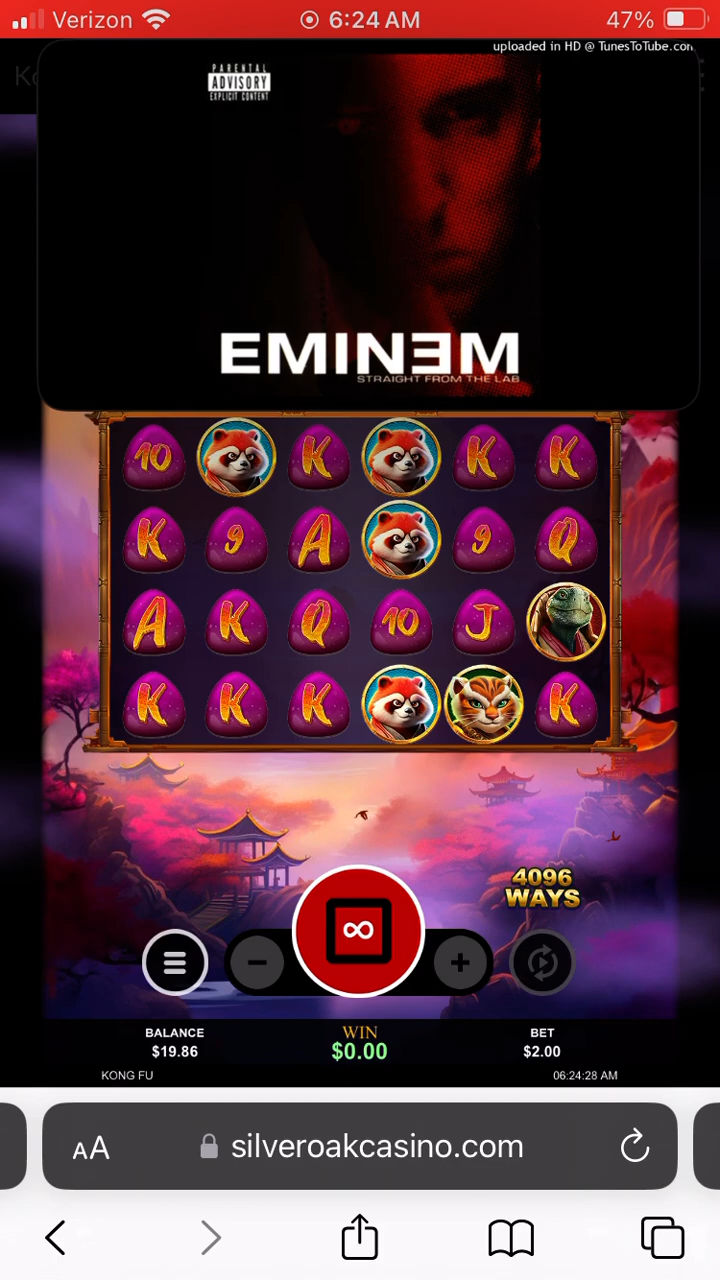 Verizon 6:24 AM 47%
uploaded in HD @ TunesToTube.com
PARENTAL
ADVISORY
EXPLICIT CONTENT
EMINƎM
STRAIGHT FROM THE LAB
10 K K K
K 9 A 9 Q
A K Q 10 J
K K K K
4096
WAYS
BALANCE WIN BET
$19.86 $0.00 $2.00
KONG FU 06:24:28 AM
AA silveroakcasino.com